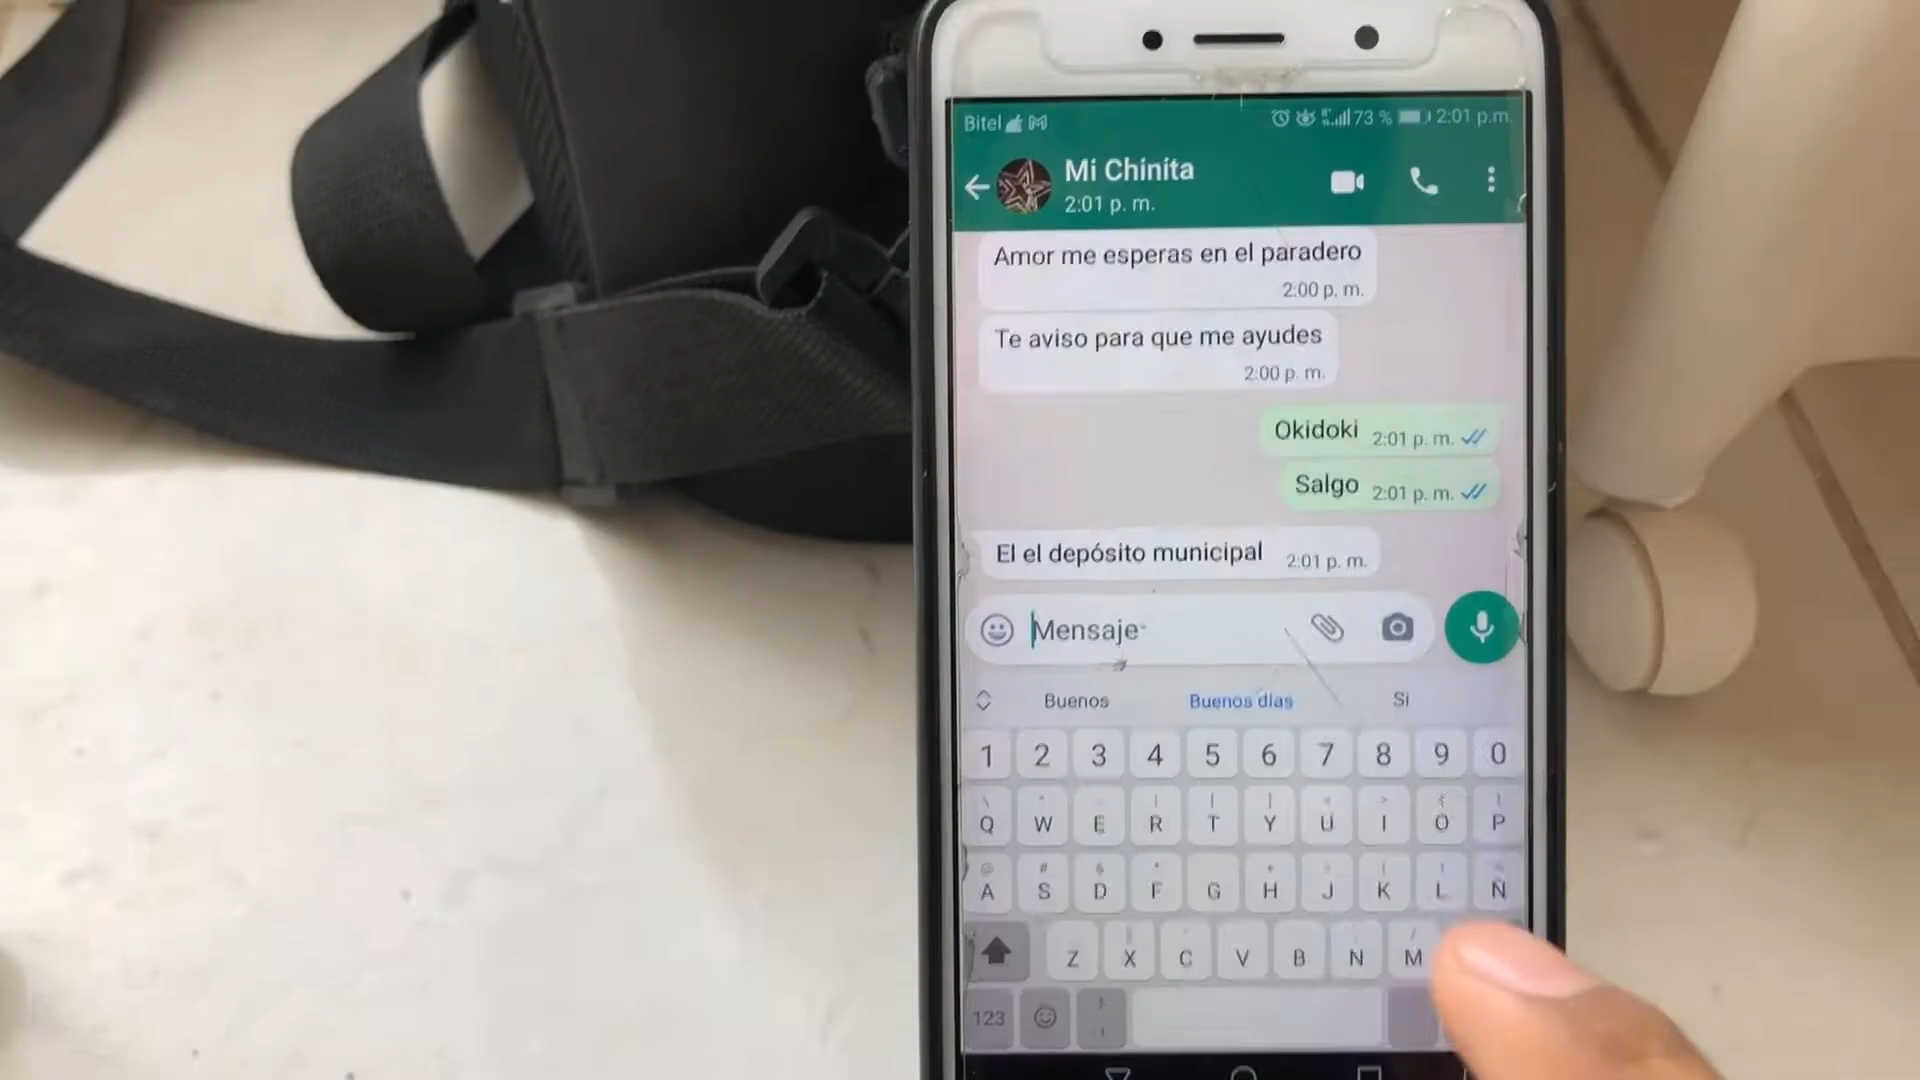 Bitel 73 % 2:01 p.m.
Mi Chiníta
2:01 p. m.
Amor me esperas en el paradero
2:00 p. m.
Te aviso para que me ayudes
2:00 p. m.
Okidoki 2:01 p. m.
Salgo 2:01 p. m.
El el depósito municipal 2:01 p. m.
Mensaje
Buenos Buenos días Si
1 2 3 4 5 6 7 8 9 0
Q W E R T Y U I O P
A S D F G H J K L Ñ
Z X C V B N M
123